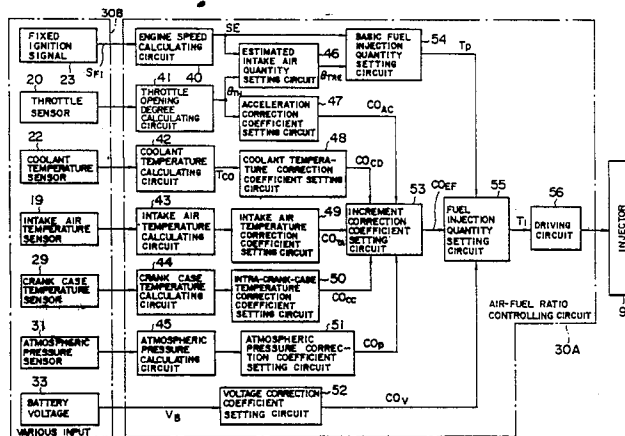 308
FIXED
IGNITION
SIGNAL
23
SF1
ENGINE SPEED
CALCULATING
CIRCUIT
40
SE
ESTIMATED
INTAKE AIR
QUANTITY
SETTING CIRCUIT
46
BASIC FUEL
INJECTION
QUANTITY
SETTING CIRCUIT
54
TP
20
THROTTLE
SENSOR
41
THROTTLE
OPENING
DEGREE CALCULATING
CIRCUIT
θTH
θTRE
ACCELERATION
CORRECTION
COEFFICIENT
SETTING CIRCUIT
47
COAC
22
COOLANT
TEMPERATURE
SENSOR
42
COOLANT
TEMPERATURE
CALCULATING
CIRCUIT
TCO
COOLANT TEMPERA-
TURE CORRECTION
COEFFICIENT SETTING
CIRCUIT
48
COCD
19
INTAKE AIR
TEMPERATURE
SENSOR
43
INTAKE AIR
TEMPERATURE
CALCULATING
CIRCUIT
INTAKE AIR
TEMPERATURE
CORRECTION
COEFFICIENT
SETTING CIRCUIT
49
INCREMENT
CORRECTION
COEFFICIENT
SETTING
CIRCUIT
53
COEF
FUEL
INJECTION
QUANTITY
SETTING
CIRCUIT
55
TI
DRIVING
CIRCUIT
56
INJECTOR
29
CRANK CASE
TEMPERATURE
SENSOR
44
CRANK CASE
TEMPERATURE
CALCULATING
CIRCUIT
INTRA-CRANK-CASE
TEMPERATURE
CORRECTION
COEFFICIENT
SETTING CIRCUIT
50
COCC
31
ATMOSPHERIC
PRESSURE
SENSOR
45
ATMOSPHERIC
PRESSURE
CALCULATING
CIRCUIT
ATMOSPHERIC
PRESSURE CORREC-
TION COEFFICIENT
SETTING CIRCUIT
51
COP
AIR-FUEL RATIO
CONTROLLING CIRCUIT
30A
33
BATTERY
VOLTAGE
VB
VOLTAGE CORRECTION
COEFFICIENT
SETTING CIRCUIT
52
COV
VARIOUS INPUT